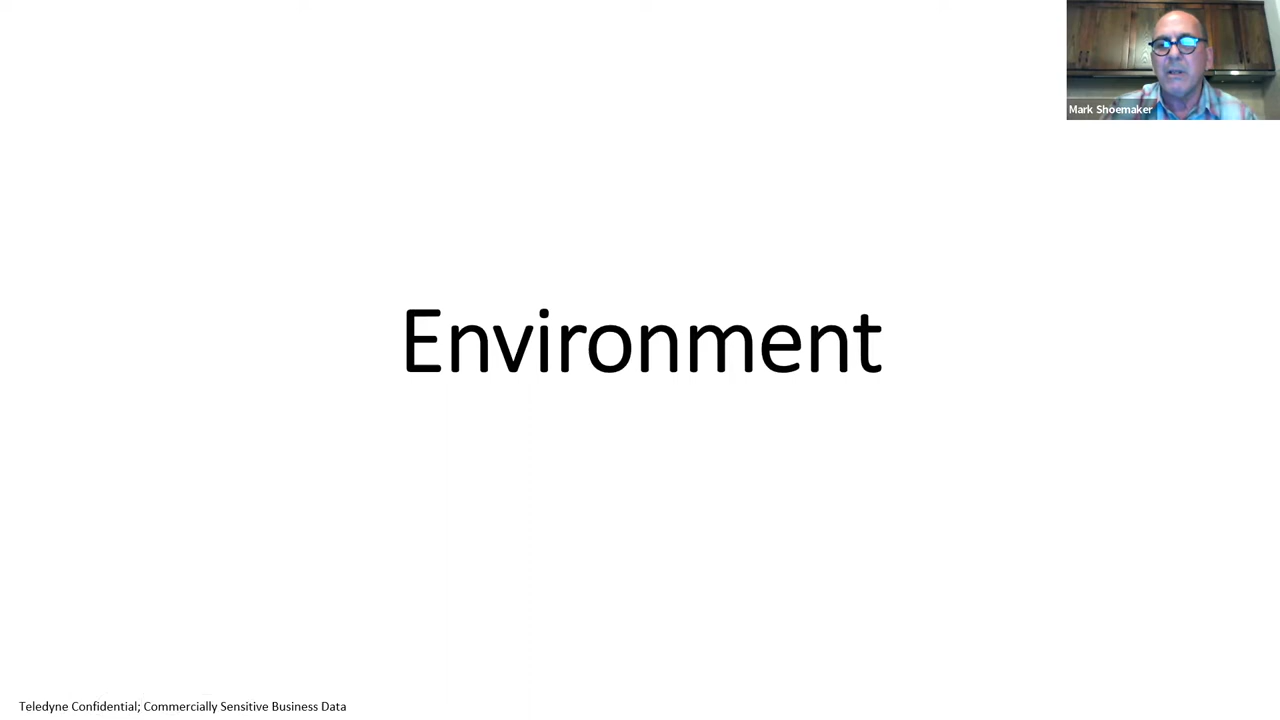 Mark Shoemaker
Environment
Teledyne Confidential; Commercially Sensitive Business Data